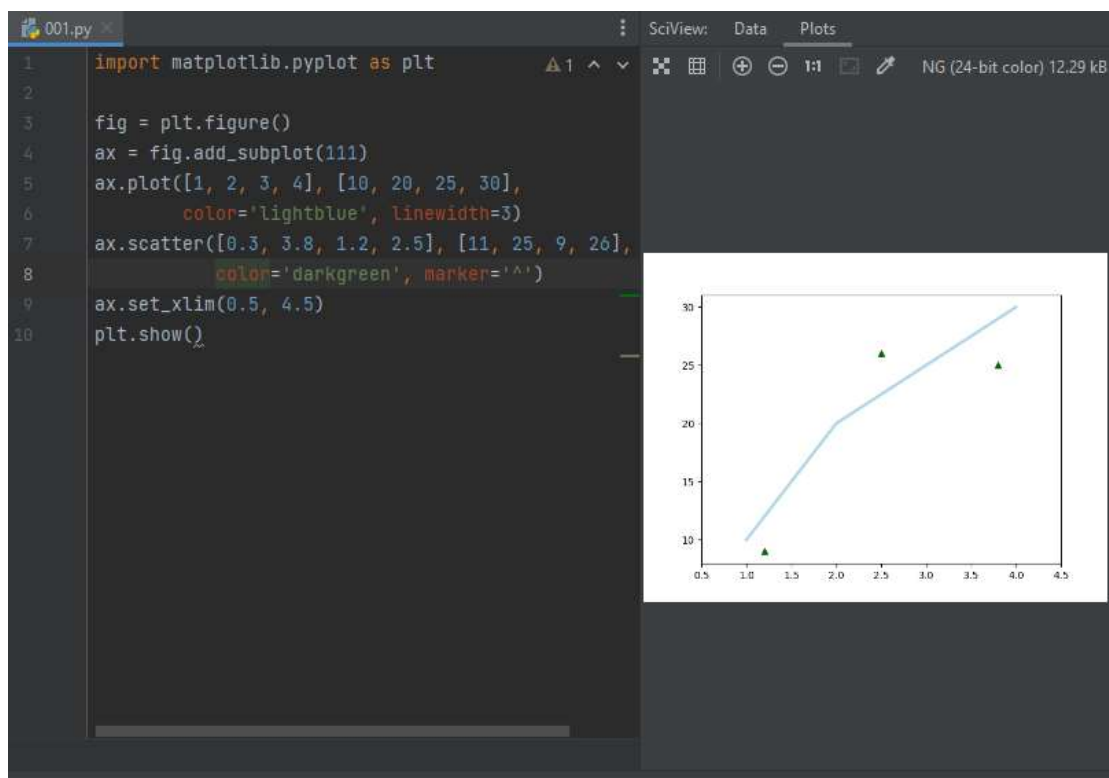 001.py
1 import matplotlib.pyplot as plt
1
2
3 fig = plt.figure()
4 ax = fig.add_subplot(111)
5 ax.plot([1, 2, 3, 4], [10, 20, 25, 30],
6 color='lightblue', linewidth=3)
7 ax.scatter([0.3, 3.8, 1.2, 2.5], [11, 25, 9, 26],
8 color='darkgreen', marker='^')
9 ax.set_xlim(0.5, 4.5)
10 plt.show()
SciView: Data Plots
1:1 NG (24-bit color) 12.29 kB
30
25
20
15
10
0.5 1.0 1.5 2.0 2.5 3.0 3.5 4.0 4.5